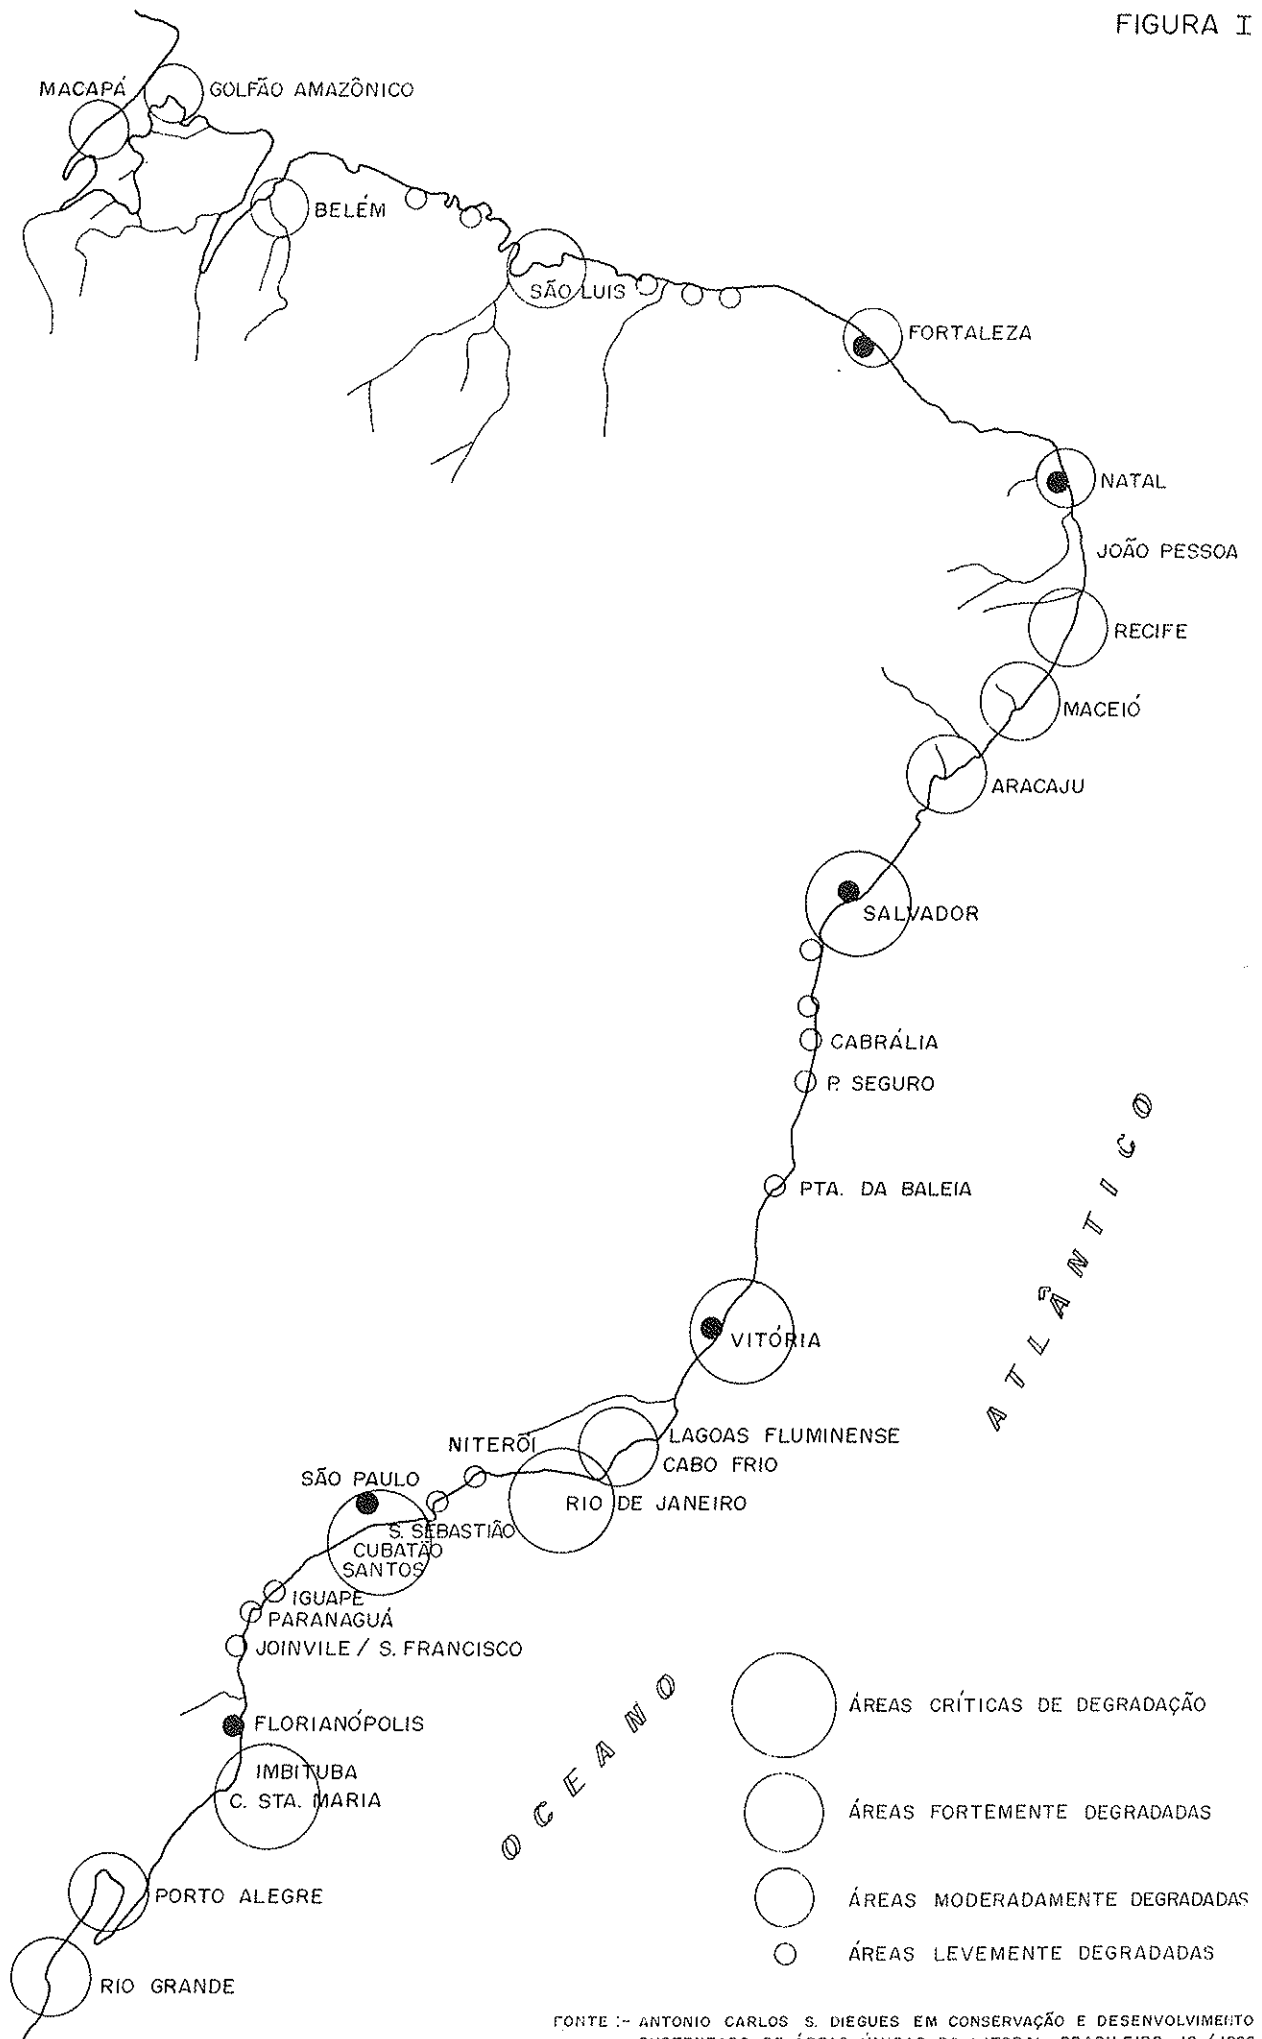 FIGURA I
MACAPÁ
GOLFÃO AMAZÔNICO
BELÉM
SÃO LUIS
FORTALEZA
NATAL
JOÃO PESSOA
RECIFE
MACEIÓ
ARACAJU
SALVADOR
CABRÁLIA
P. SEGURO
PTA. DA BALEIA
VITÓRIA
LAGOAS FLUMINENSE
CABO FRIO
NITERÓI
RIO DE JANEIRO
SÃO PAULO
S. SEBASTIÃO
CUBATÃO
SANTOS
IGUAPE
PARANAGUÁ
JOINVILE / S. FRANCISCO
FLORIANÓPOLIS
IMBITUBA
C. STA. MARIA
PORTO ALEGRE
RIO GRANDE
OCEANO
ATLÂNTICO
ÁREAS CRÍTICAS DE DEGRADAÇÃO
ÁREAS FORTEMENTE DEGRADADAS
ÁREAS MODERADAMENTE DEGRADADAS
ÁREAS LEVEMENTE DEGRADADAS
FONTE :- ANTONIO CARLOS S. DIEGUES EM CONSERVAÇÃO E DESENVOLVIMENTO